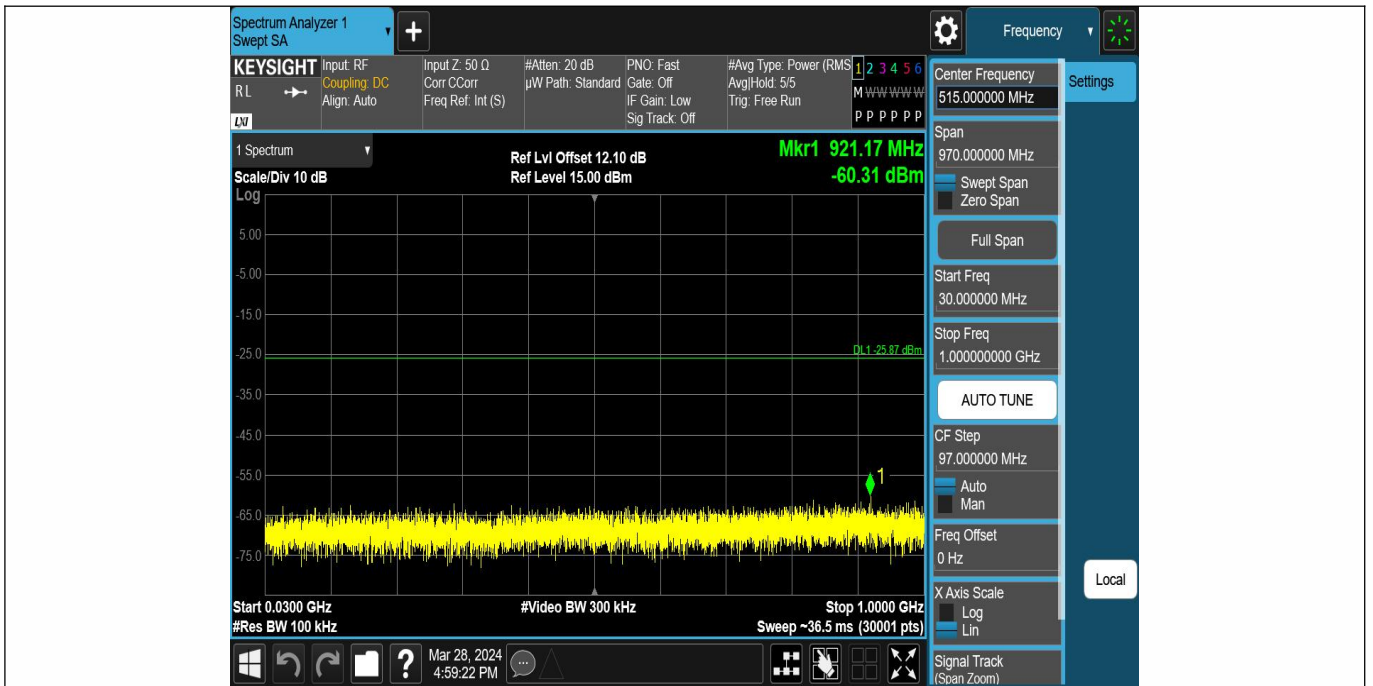 Spectrum Analyzer 1
Swept SA
+
Frequency
KEYSIGHT
RL
LXI
Input: RF
Coupling: DC
Align: Auto
Input Z: 50 Ω
Corr CCorr
Freq Ref: Int (S)
#Atten: 20 dB
µW Path: Standard
PNO: Fast
Gate: Off
IF Gain: Low
Sig Track: Off
#Avg Type: Power (RMS
Avg|Hold: 5/5
Trig: Free Run
1 2 3 4 5 6
M W W W W W
P P P P P P
1 Spectrum
Scale/Div 10 dB
Log
Ref Lvl Offset 12.10 dB
Ref Level 15.00 dBm
Mkr1 921.17 MHz
-60.31 dBm
5.00
-5.00
-15.0
-25.0
DL1 -25.87 dBm
-35.0
-45.0
-55.0
1
-65.0
-75.0
Start 0.0300 GHz
#Res BW 100 kHz
#Video BW 300 kHz
Stop 1.0000 GHz
Sweep ~36.5 ms (30001 pts)
Center Frequency
515.000000 MHz
Settings
Span
970.000000 MHz
Swept Span
Zero Span
Full Span
Start Freq
30.000000 MHz
Stop Freq
1.000000000 GHz
AUTO TUNE
CF Step
97.000000 MHz
Auto
Man
Freq Offset
0 Hz
Local
X Axis Scale
Log
Lin
Signal Track
(Span Zoom)
?
Mar 28, 2024
4:59:22 PM